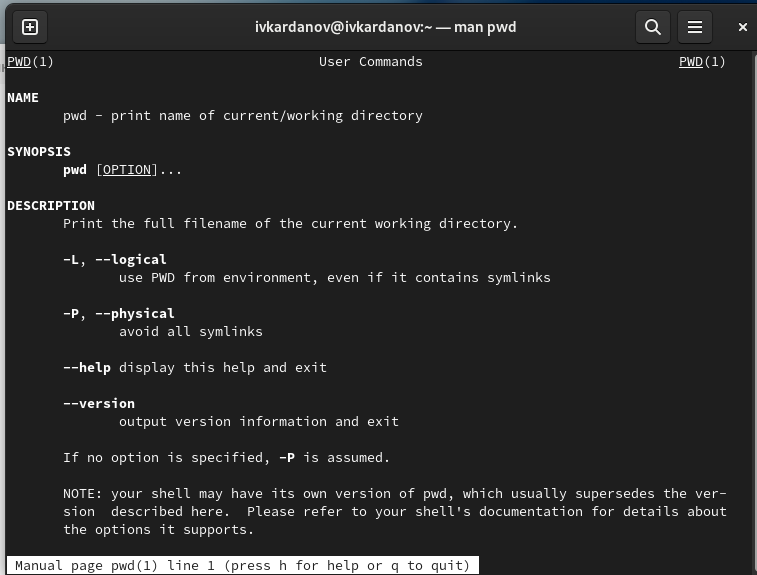 ivkardanov@ivkardanov:~ — man pwd
PWD(1) User Commands PWD(1)
NAME
pwd - print name of current/working directory
SYNOPSIS
pwd [OPTION]...
DESCRIPTION
Print the full filename of the current working directory.
-L, --logical
use PWD from environment, even if it contains symlinks
-P, --physical
avoid all symlinks
--help display this help and exit
--version
output version information and exit
If no option is specified, -P is assumed.
NOTE: your shell may have its own version of pwd, which usually supersedes the ver-
sion  described here.  Please refer to your shell's documentation for details about
the options it supports.
Manual page pwd(1) line 1 (press h for help or q to quit)